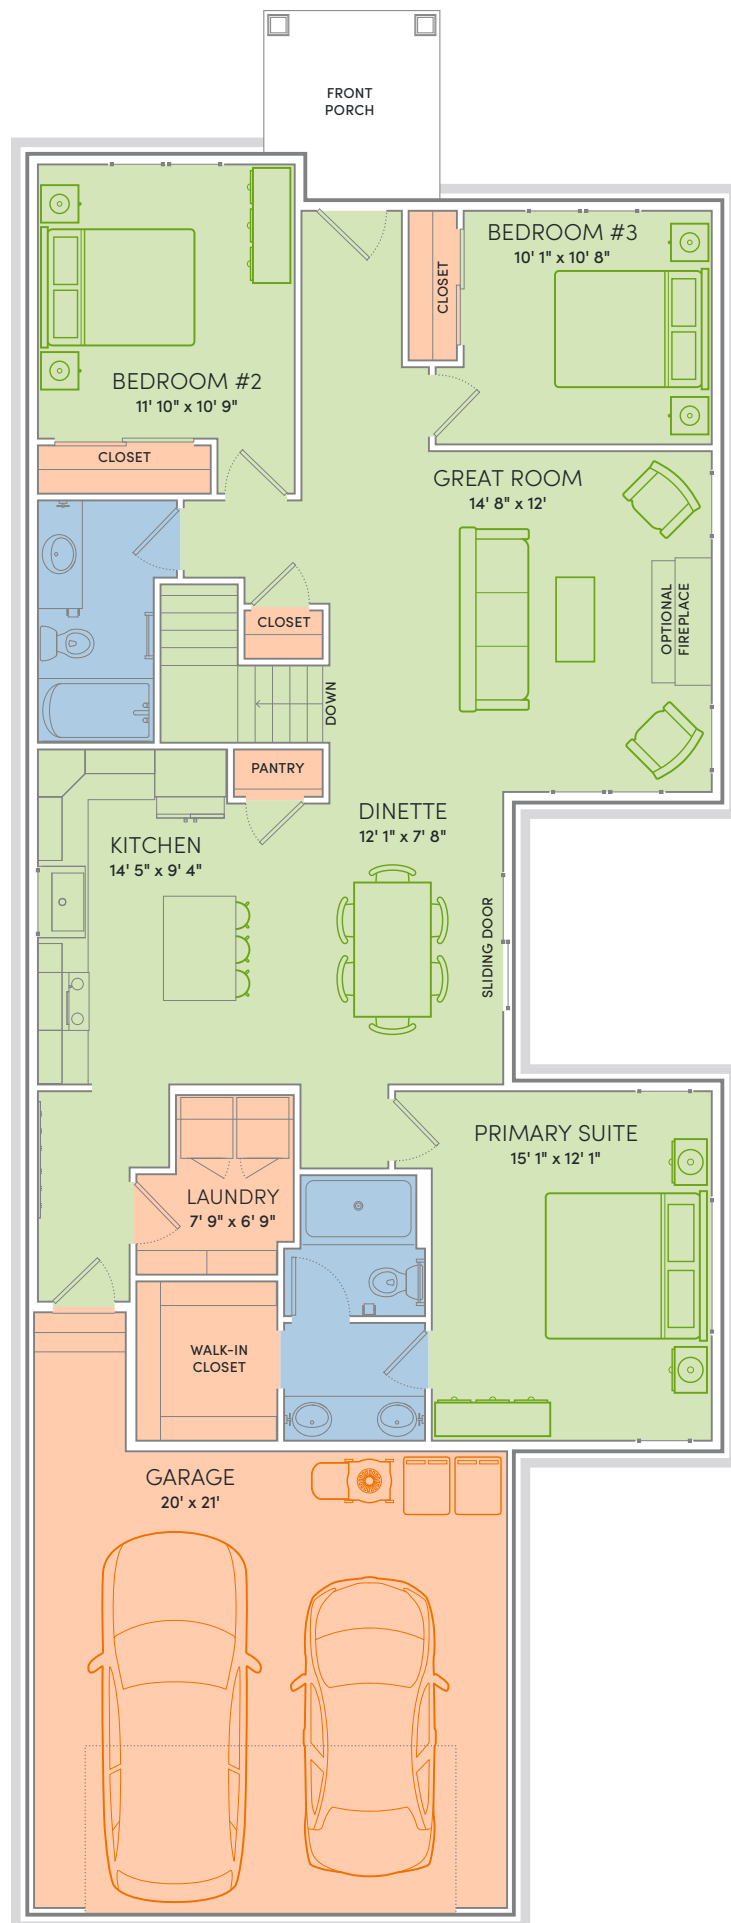 FRONT
PORCH
BEDROOM #3
10' 1" x 10' 8"
CLOSET
BEDROOM #2
11' 10" x 10' 9"
CLOSET
GREAT ROOM
14' 8" x 12'
OPTIONAL
FIREPLACE
CLOSET
DOWN
PANTRY
DINETTE
12' 1" x 7' 8"
KITCHEN
14' 5" x 9' 4"
SLIDING DOOR
PRIMARY SUITE
15' 1" x 12' 1"
LAUNDRY
7' 9" x 6' 9"
WALK-IN
CLOSET
GARAGE
20' x 21'